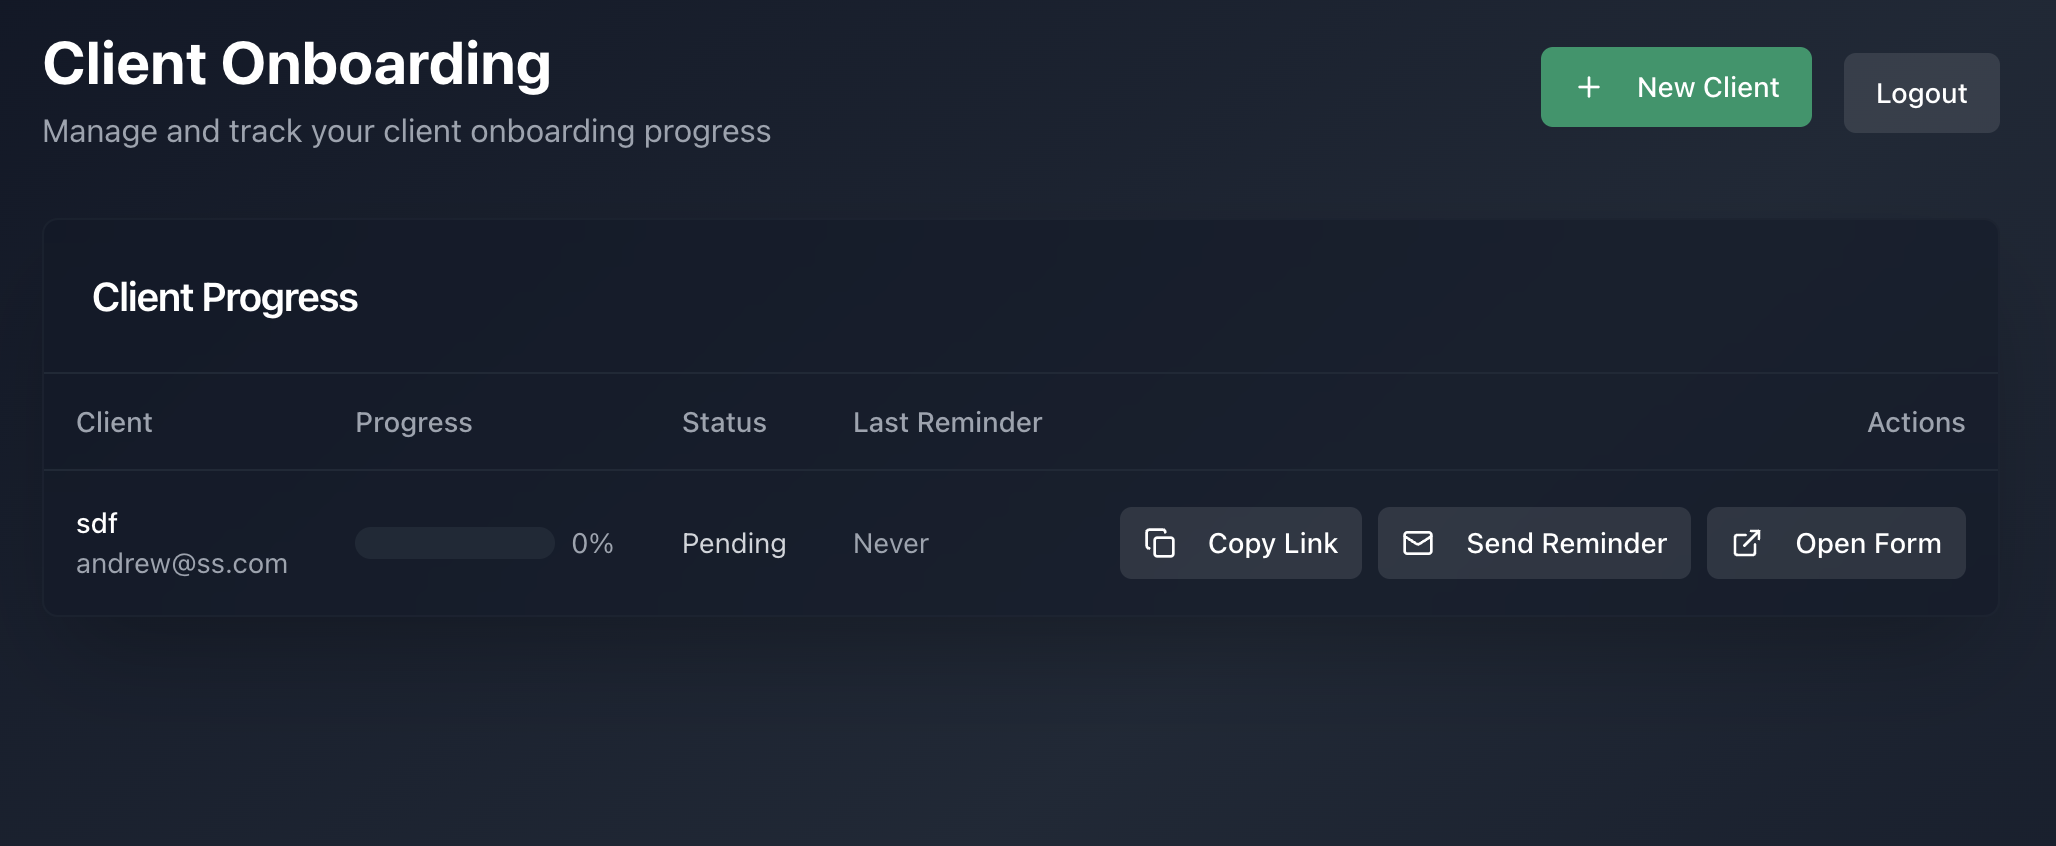 Client Onboarding
Manage and track your client onboarding progress
New Client
Logout
Client Progress
Client Progress Status Last Reminder Actions
sdf
andrew@ss.com
0% Pending Never Copy Link Send Reminder Open Form